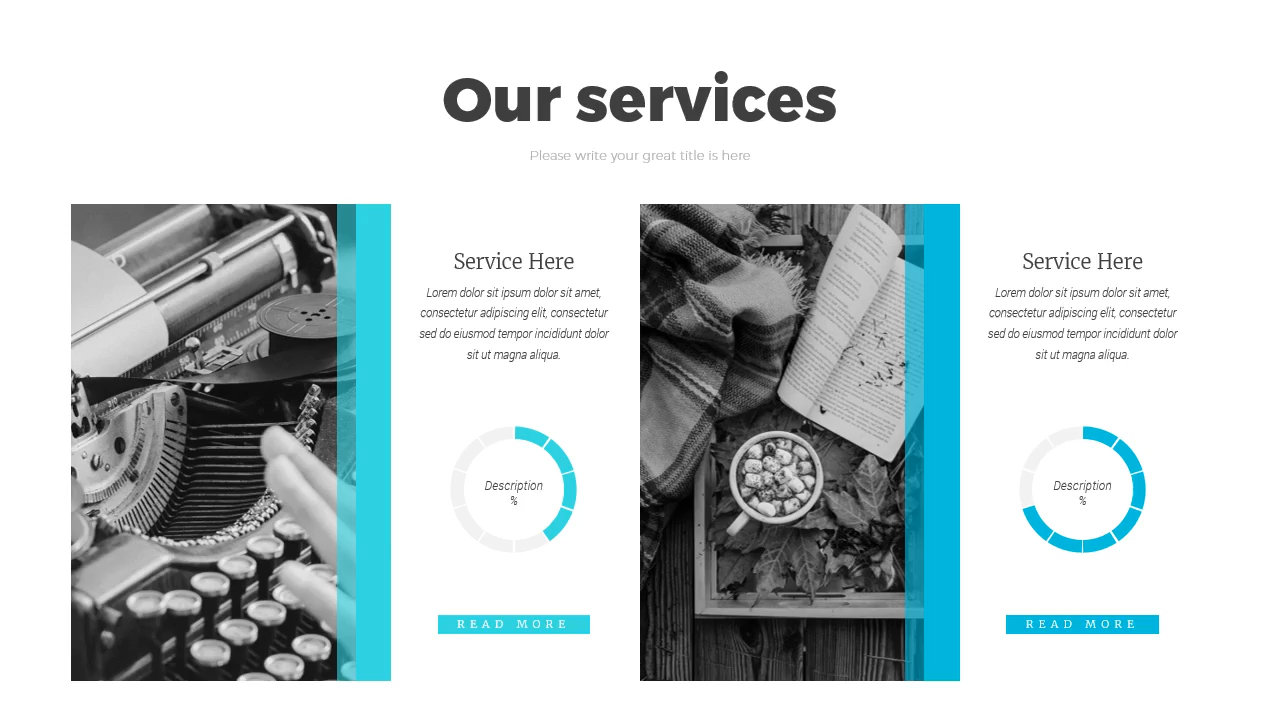 Our services
Please write your great title is here
Service Here
Lorem dolor sit ipsum dolor sit amet,
consectetur adipiscing elit, consectetur
sed do eiusmod tempor incididunt dolor
sit ut magna aliqua.
Description
%
READ MORE
Service Here
Lorem dolor sit ipsum dolor sit amet,
consectetur adipiscing elit, consectetur
sed do eiusmod tempor incididunt dolor
sit ut magna aliqua.
Description
%
READ MORE